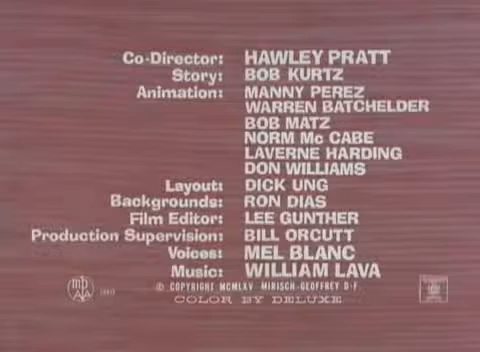 Co-Director: HAWLEY PRATT
Story: BOB KURTZ
Animation: MANNY PEREZ
WARREN BATCHELDER
BOB MATZ
NORM Mc CABE
LAVERNE HARDING
DON WILLIAMS
Layout: DICK UNG
Backgrounds: RON DIAS
Film Editor: LEE GUNTHER
Production Supervision: BILL ORCUTT
Voices: MEL BLANC
Music: WILLIAM LAVA
© COPYRIGHT MCMLXV MIRISCH-GEOFFREY D-F.
COLOR BY DELUXE